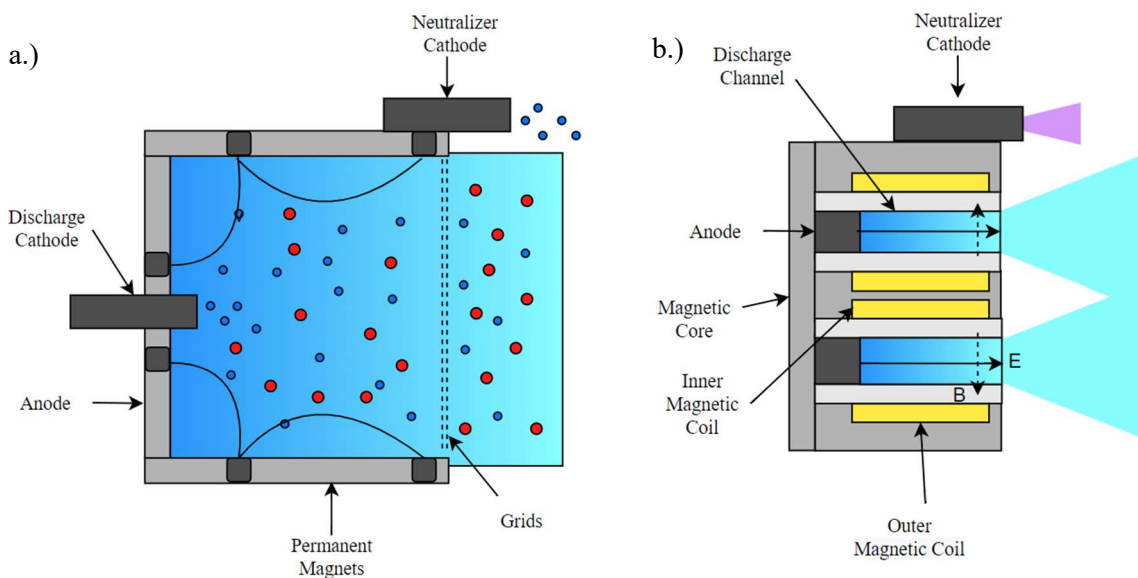 a.)
Neutralizer
Cathode
Discharge
Cathode
Anode
Permanent
Magnets
Grids
b.)
Neutralizer
Cathode
Discharge
Channel
Anode
Magnetic
Core
Inner
Magnetic
Coil
E
B
Outer
Magnetic Coil